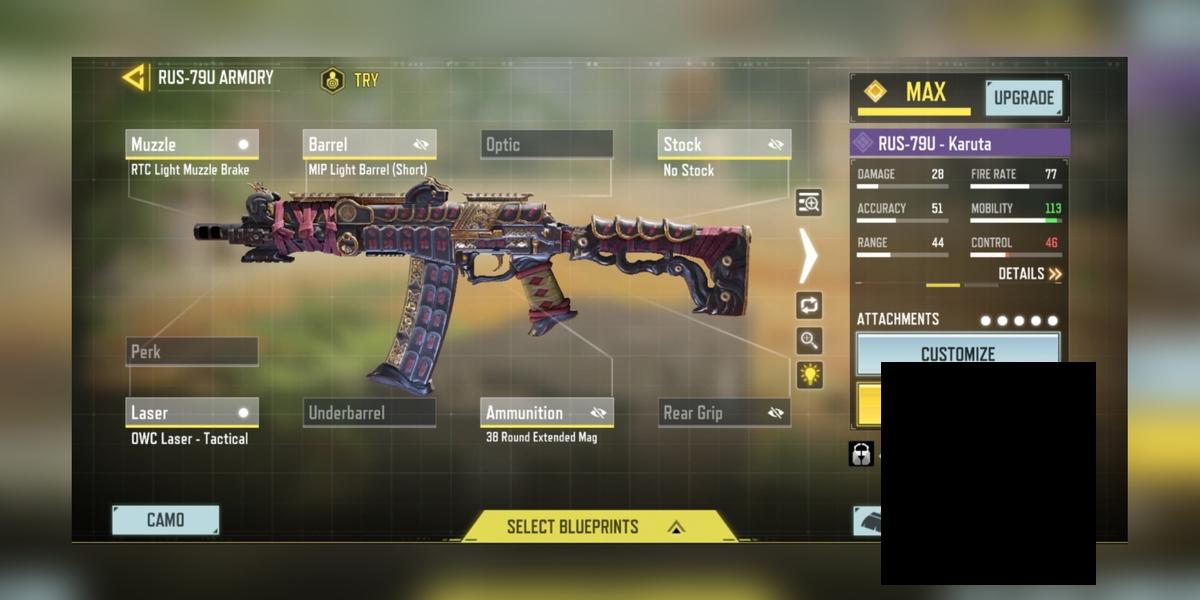 RUS-79U ARMORY
TRY
MAX
UPGRADE
Muzzle
RTC Light Muzzle Brake
Barrel
MIP Light Barrel (Short)
Optic
Stock
No Stock
RUS-79U - Karuta
DAMAGE 28
FIRE RATE 77
ACCURACY 51
MOBILITY 113
RANGE 44
CONTROL 46
DETAILS
ATTACHMENTS
CUSTOMIZE
Perk
Laser
OWC Laser - Tactical
Underbarrel
Ammunition
38 Round Extended Mag
Rear Grip
CAMO
SELECT BLUEPRINTS